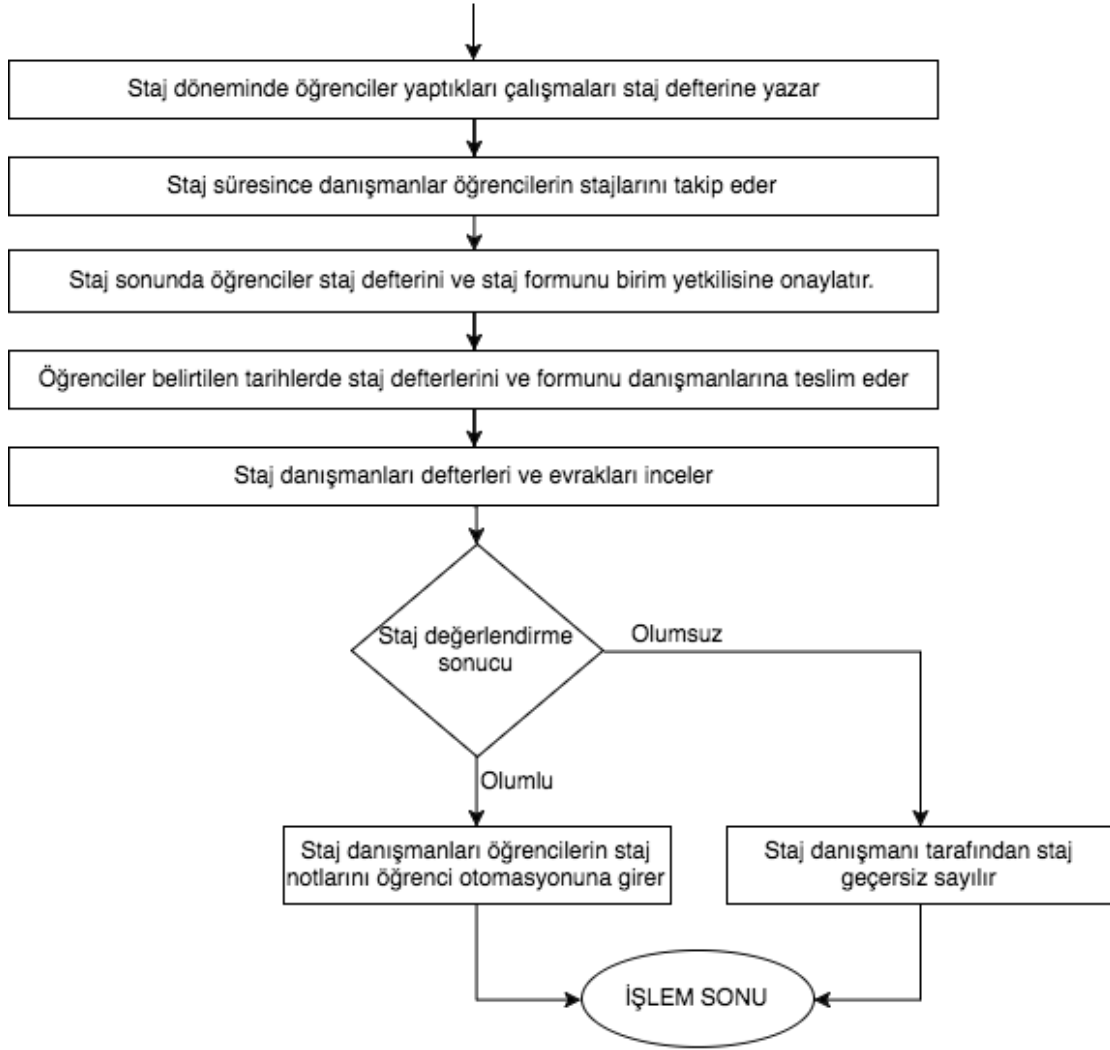 Staj döneminde öğrenciler yaptıkları çalışmaları staj defterine yazar
Staj süresince danışmanlar öğrencilerin stajlarını takip eder
Staj sonunda öğrenciler staj defterini ve staj formunu birim yetkilisine onaylatır.
Öğrenciler belirtilen tarihlerde staj defterlerini ve formunu danışmanlarına teslim eder
Staj danışmanları defterleri ve evrakları inceler
Staj değerlendirme
sonucu
Olumsuz
Olumlu
Staj danışmanları öğrencilerin staj
notlarını öğrenci otomasyonuna girer
Staj danışmanı tarafından staj
geçersiz sayılır
İŞLEM SONU